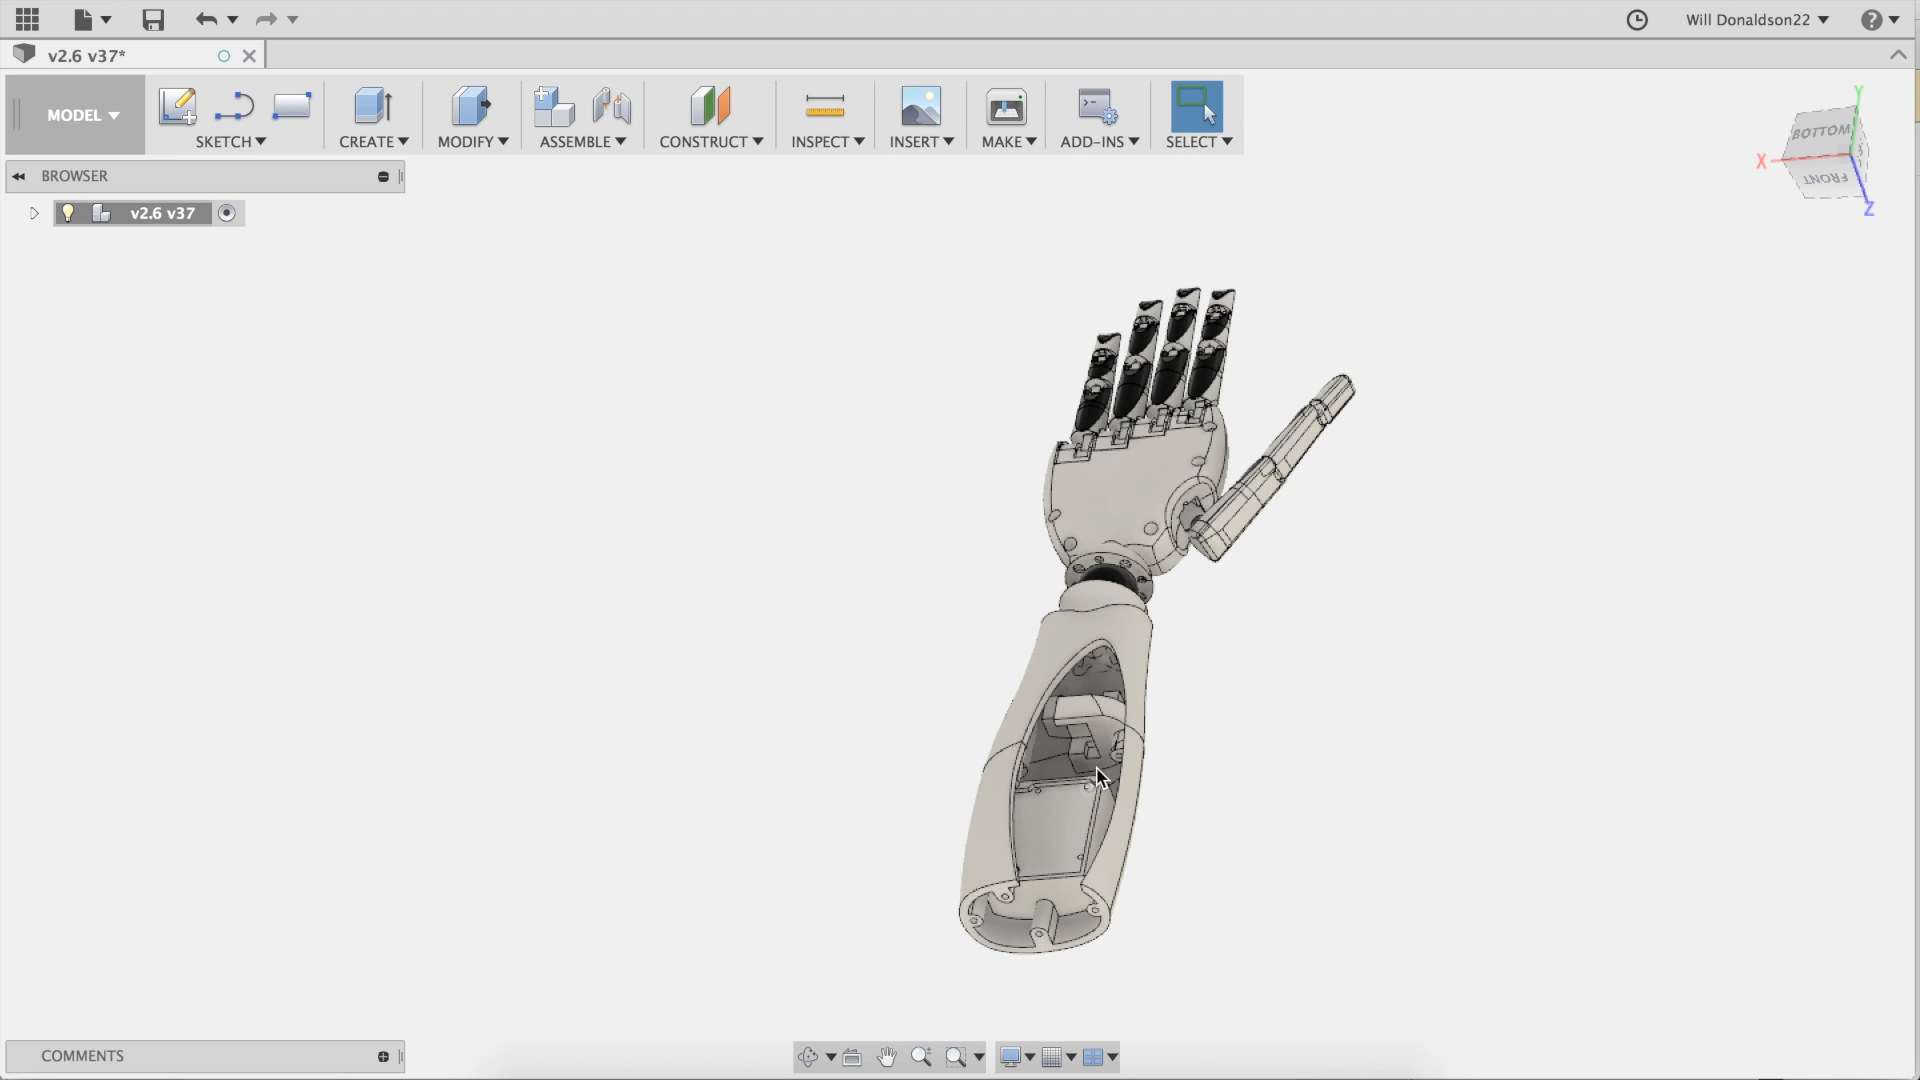 Will Donaldson22
v2.6 v37*
MODEL
SKETCH
CREATE
MODIFY
ASSEMBLE
CONSTRUCT
INSPECT
INSERT
MAKE
ADD-INS
SELECT
BROWSER
v2.6 v37
Y
BOTTOM
X
FRONT
Z
COMMENTS